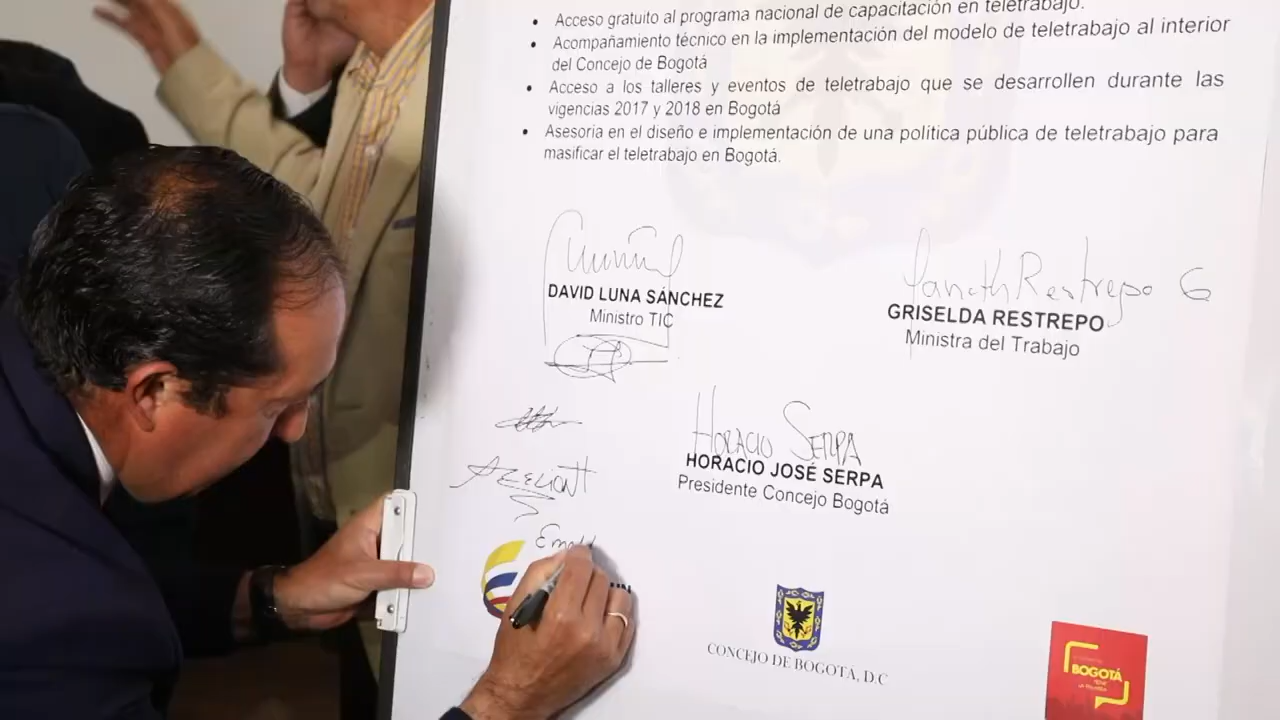 • Acceso gratuito al programa nacional de capacitación en teletrabajo.
• Acompañamiento técnico en la implementación del modelo de teletrabajo al interior
del Concejo de Bogotá
• Acceso a los talleres y eventos de teletrabajo que se desarrollen durante las
vigencias 2017 y 2018 en Bogotá
• Asesoria en el diseño e implementación de una política pública de teletrabajo para
masificar el teletrabajo en Bogotá.
DAVID LUNA SÁNCHEZ
Ministro TIC
Janeth Restrepo G
GRISELDA RESTREPO
Ministra del Trabajo
HORACIO SERPA
HORACIO JOSÉ SERPA
Presidente Concejo Bogotá
CONCEJO DE BOGOTA, D.C
BOGOTÁ